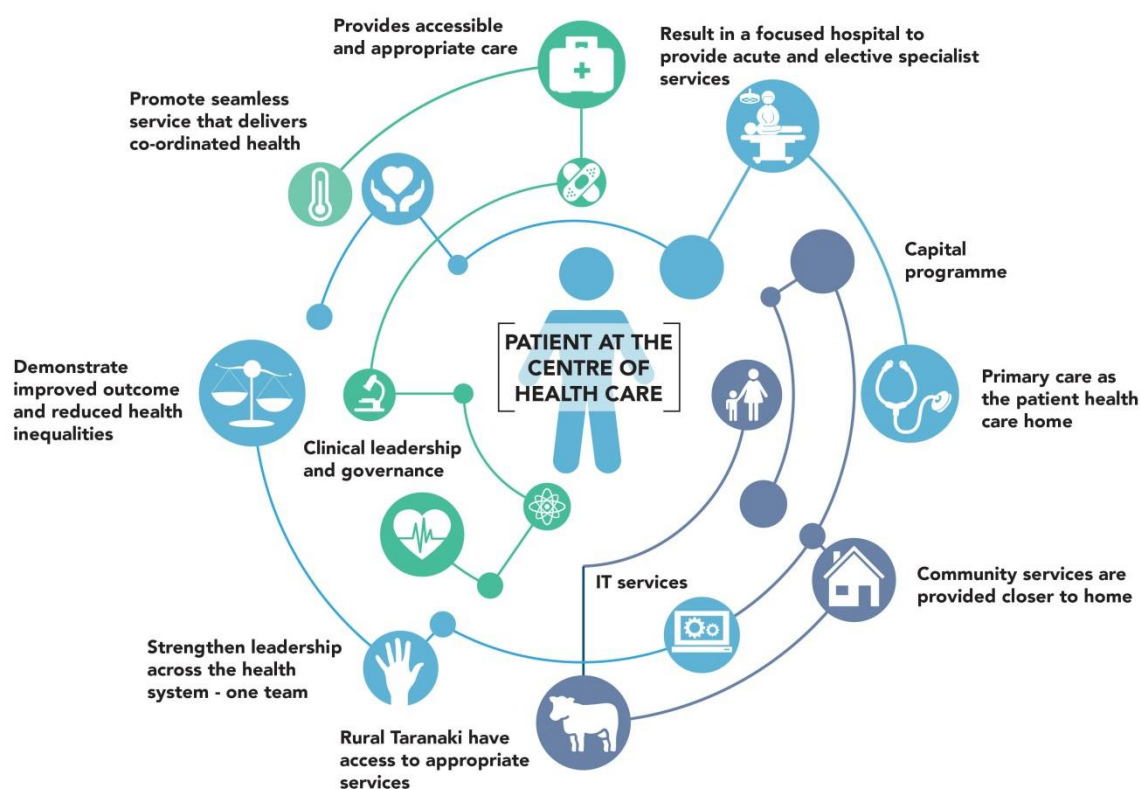 Provides accessible
and appropriate care
Result in a focused hospital to
provide acute and elective specialist
services
Promote seamless
service that delivers
co-ordinated health
Capital
programme
PATIENT AT THE
CENTRE OF
HEALTH CARE
Demonstrate
improved outcome
and reduced health
inequalities
Primary care as
the patient health
care home
Clinical leadership
and governance
IT services
Community services are
provided closer to home
Strengthen leadership
across the health
system - one team
Rural Taranaki have
access to appropriate
services